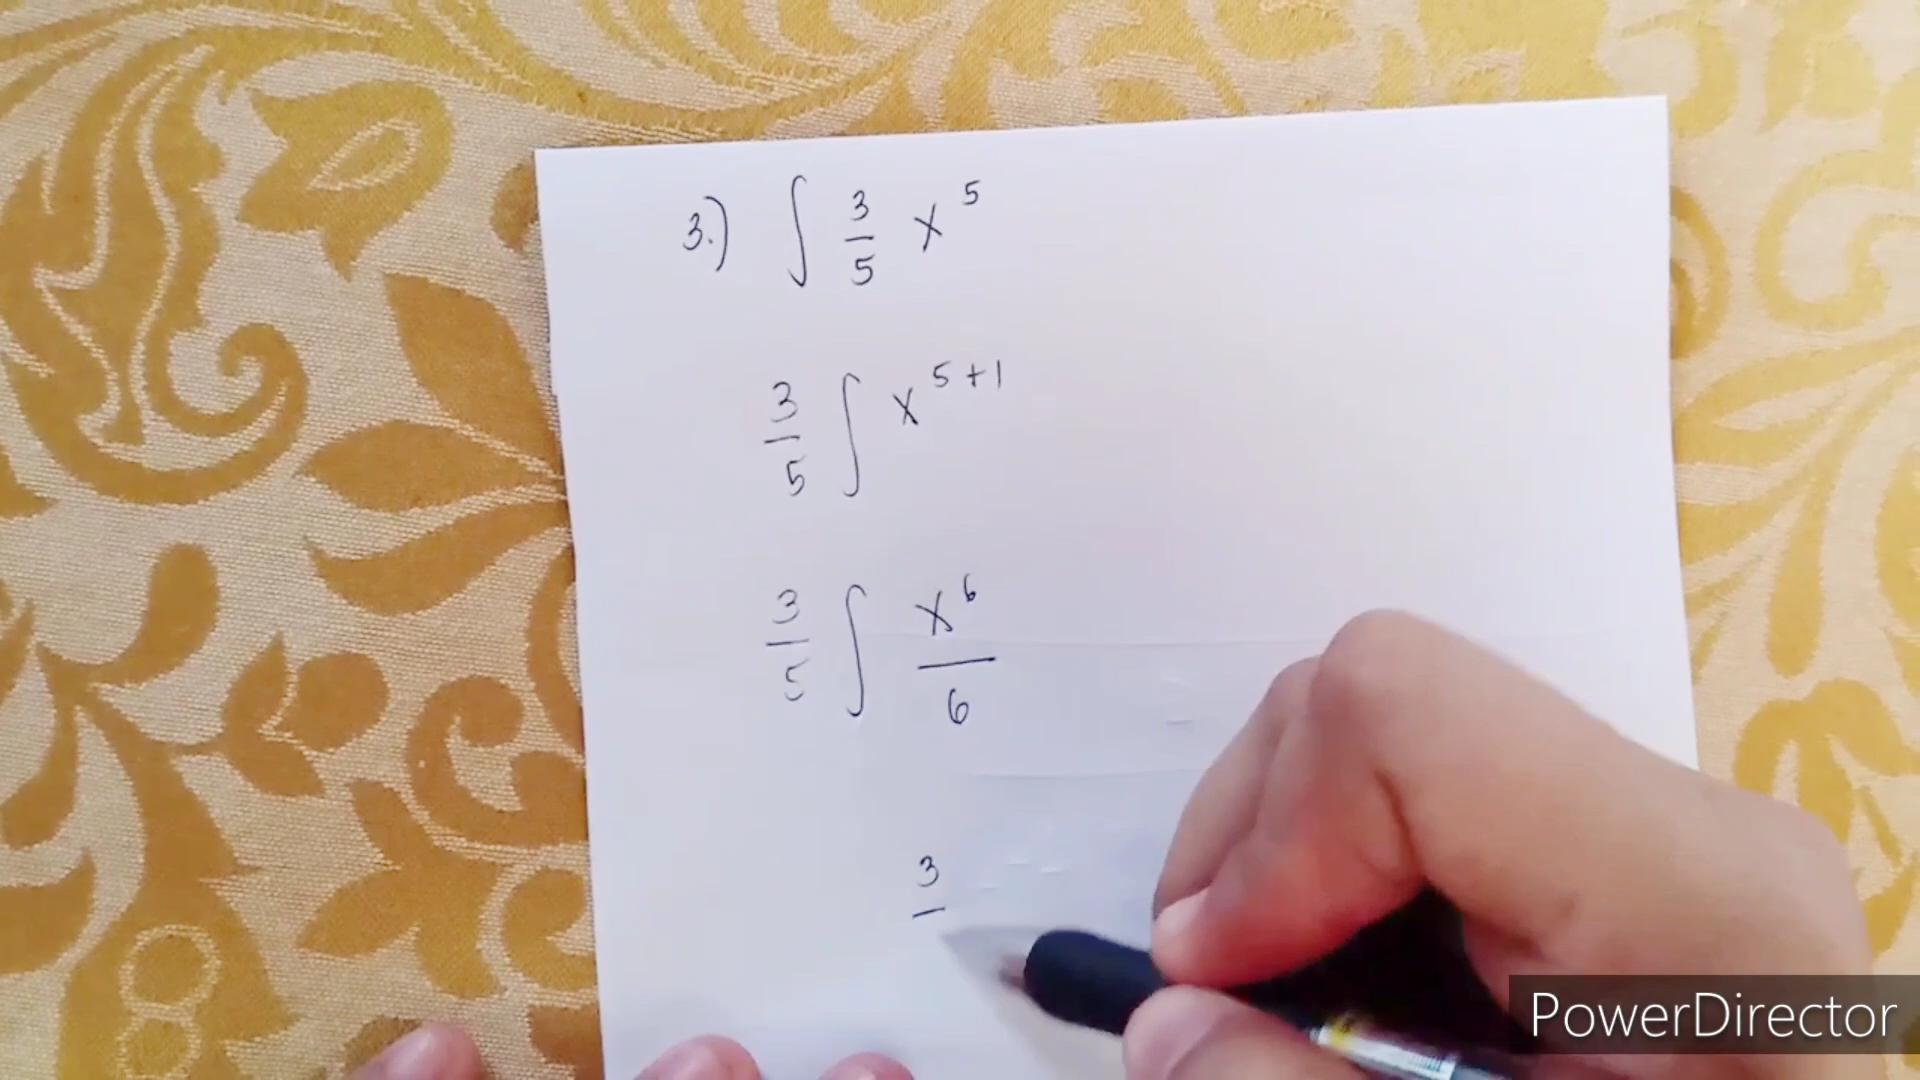 3.) ∫ 3/5 x^5
3/5 ∫ x^5+1
3/5 ∫ x^6/6
3
PowerDirector